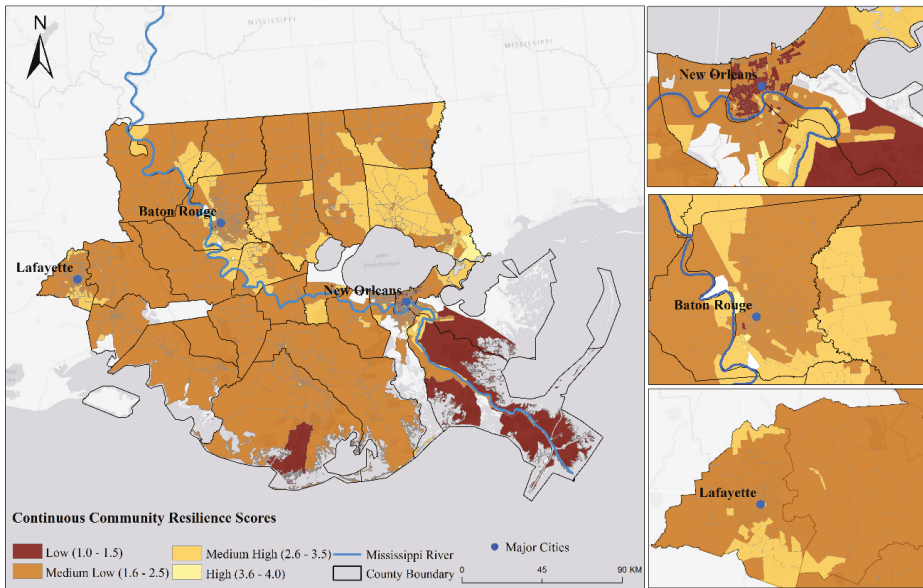 N
MISSISSIPPI
MISSISSIPPI
Baton Rouge
Lafayette
New Orleans
Continuous Community Resilience Scores
Low (1.0 - 1.5)
Medium Low (1.6 - 2.5)
Medium High (2.6 - 3.5)
High (3.6 - 4.0)
Mississippi River
County Boundary
Major Cities
0 45 90 KM
New Orleans
Baton Rouge
Lafayette